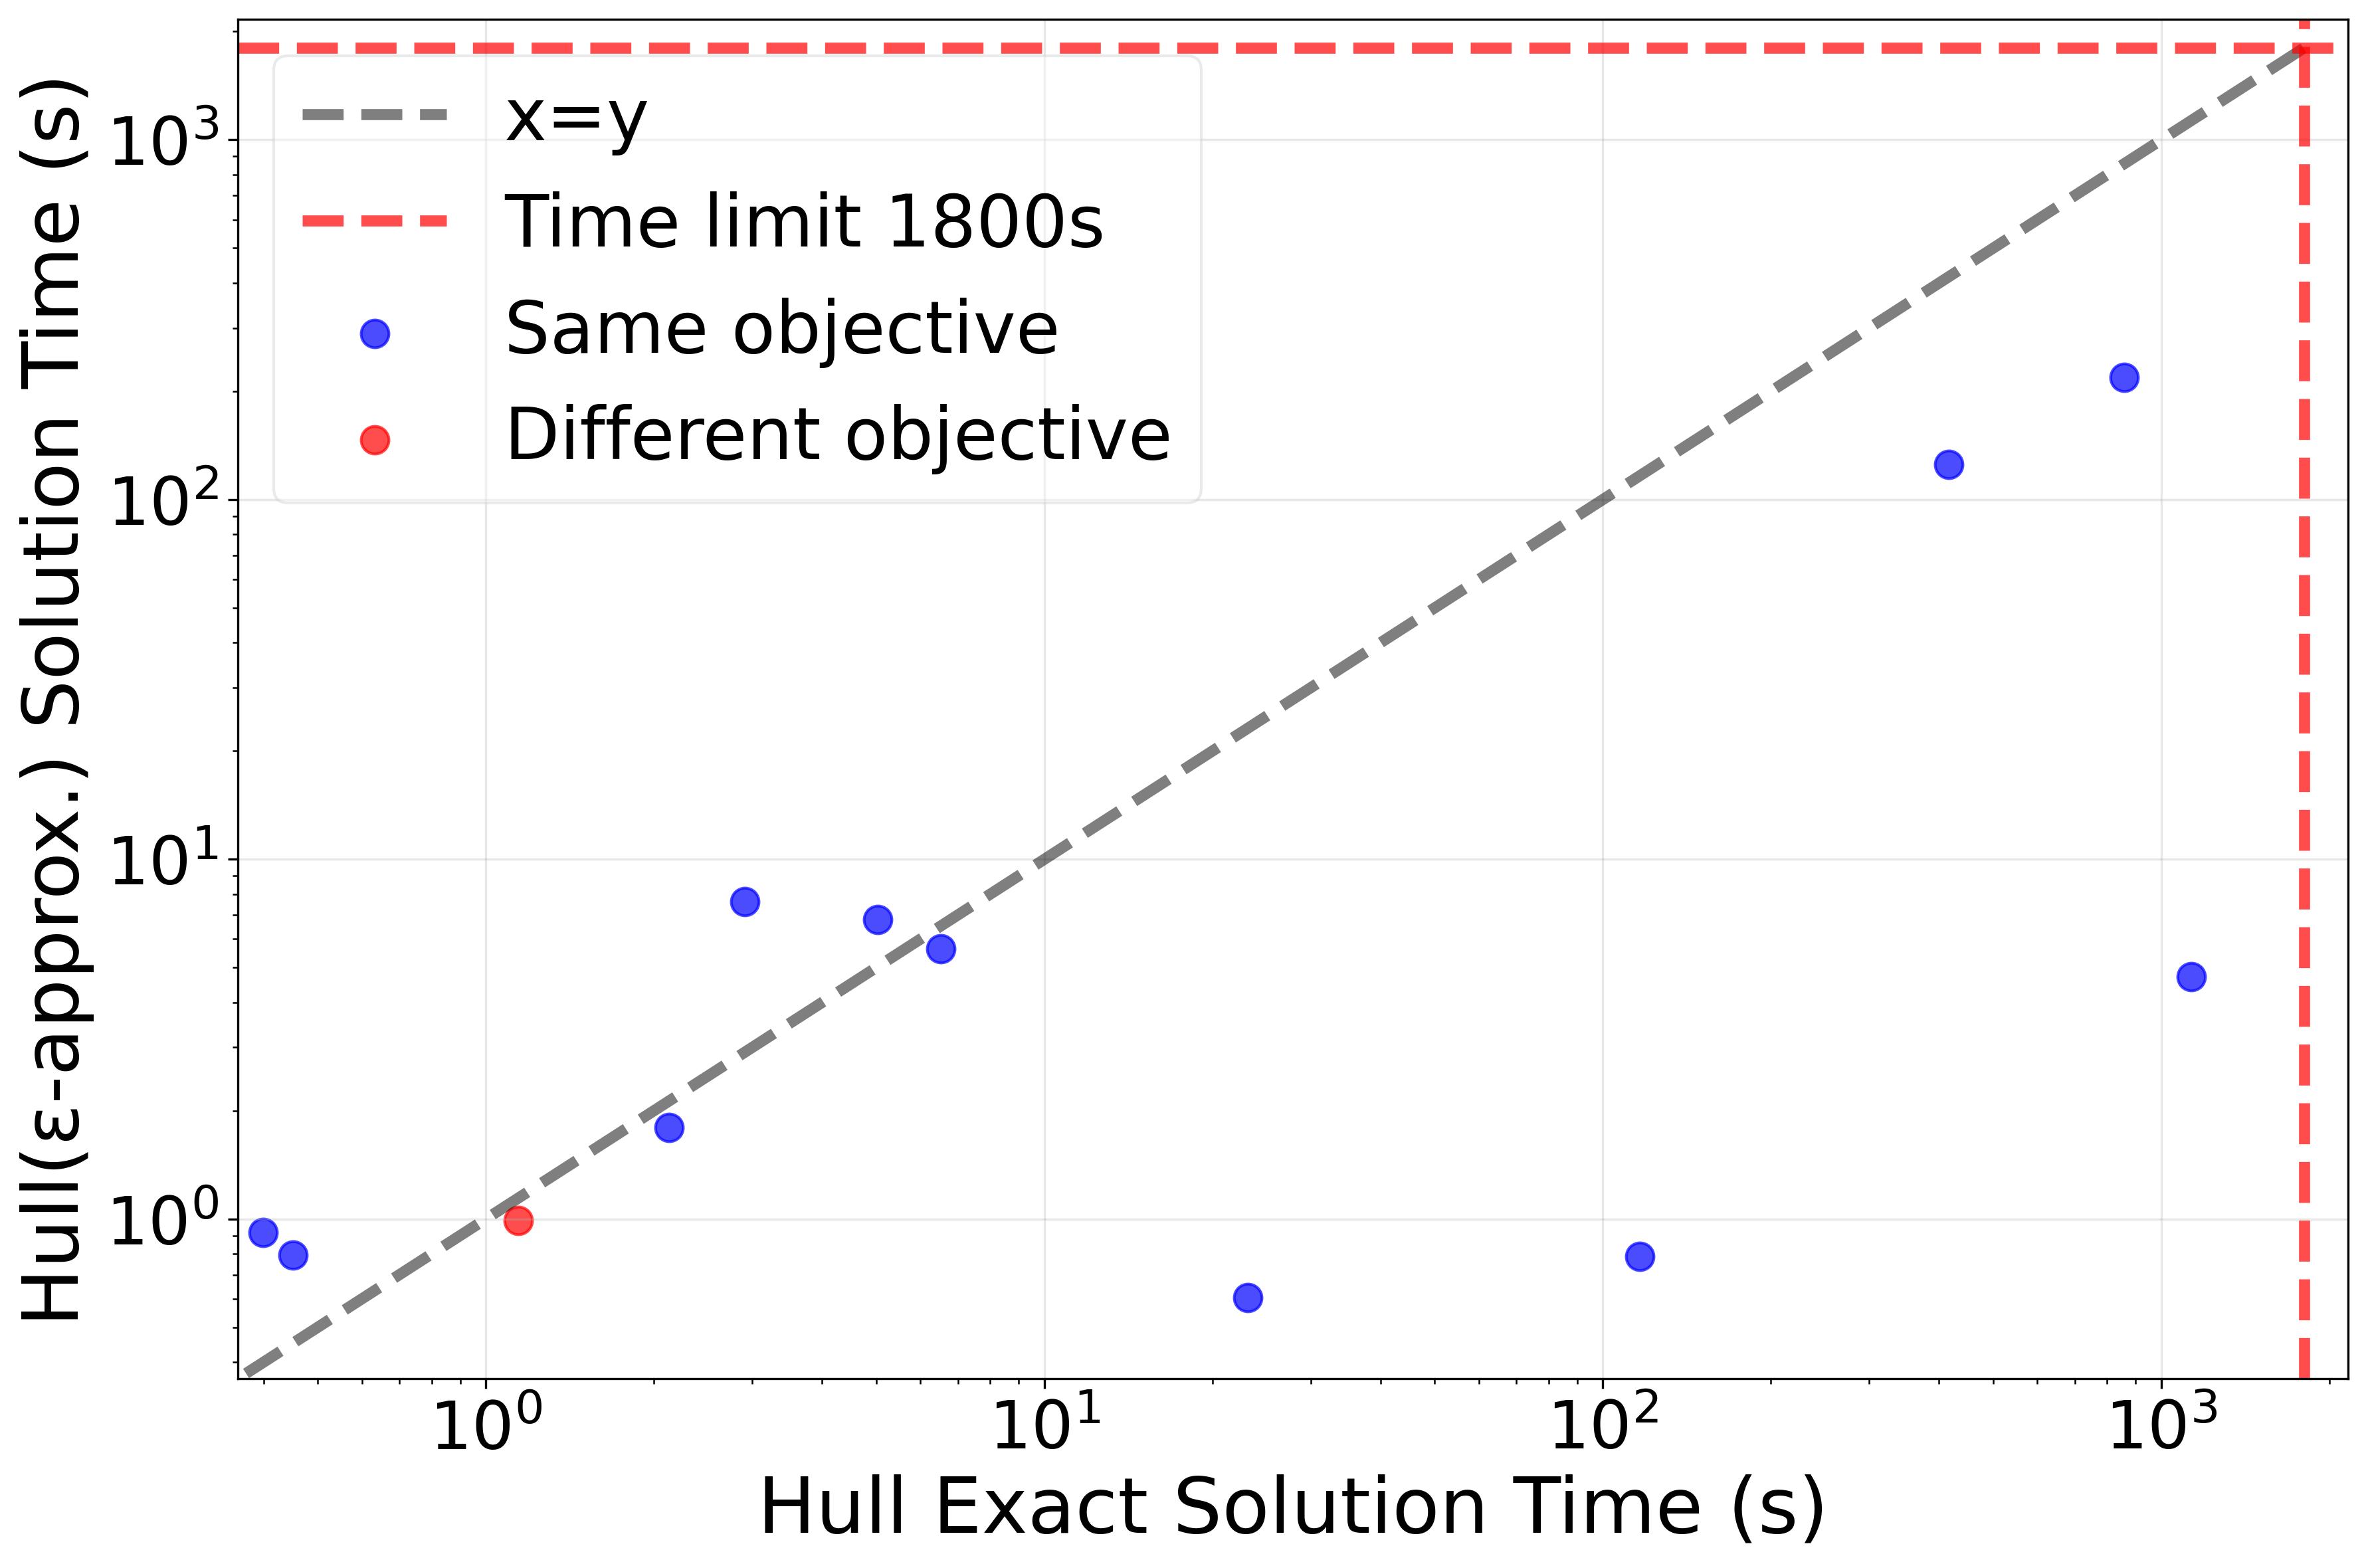 Hull(ε-approx.) Solution Time (s)
10³
10²
10¹
10⁰
x=y
Time limit 1800s
Same objective
Different objective
10⁰ 10¹ 10² 10³
Hull Exact Solution Time (s)